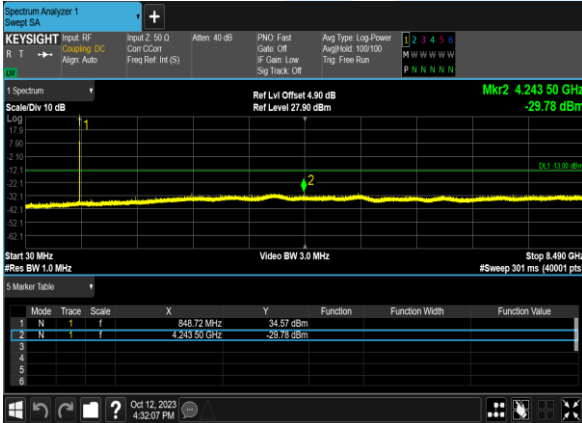 Spectrum Analyzer 1
Swept SA
KEYSIGHT
R T
LV
Input: RF
Coupling: DC
Align: Auto
Input Z: 50 Ω
Corr CCorr
Freq Ref: Int (S)
Atten: 40 dB
PNO: Fast
Gate: Off
IF Gain: Low
Sig Track: Off
Avg Type: Log-Power
Avg|Hold: 100/100
Trig: Free Run
1 2 3 4 5 6
M W W W W W
P N N N N N
1 Spectrum
Scale/Div 10 dB
Ref Lvl Offset 4.90 dB
Ref Level 27.90 dBm
Mkr2 4.243 50 GHz
-29.78 dBm
Log
17.9
7.90
-2.10
-12.1
-22.1
-32.1
-42.1
-52.1
-62.1
1
2
DL1 -13.00 dBm
Start 30 MHz
#Res BW 1.0 MHz
Video BW 3.0 MHz
Stop 8.490 GHz
#Sweep 301 ms (40001 pts
5 Marker Table
Mode Trace Scale X Y Function Function Width Function Value
1 N 1 f 848.72 MHz 34.57 dBm
2 N 1 f 4.243 50 GHz -29.78 dBm
3
4
5
6
?
Oct 12, 2023
4:32:07 PM